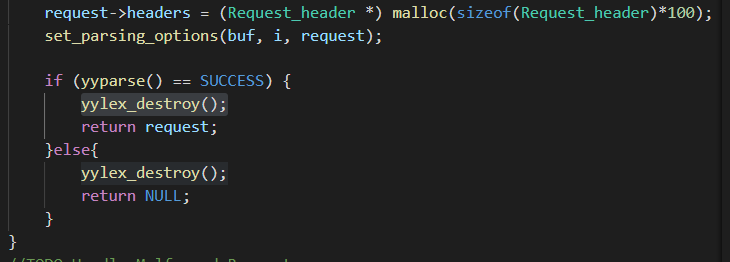 request->headers = (Request_header *) malloc(sizeof(Request_header)*100);
set_parsing_options(buf, i, request);
if (yyparse() == SUCCESS) {
yylex_destroy();
return request;
}else{
yylex_destroy();
return NULL;
}
}
//TODO Handle Malformed Requests